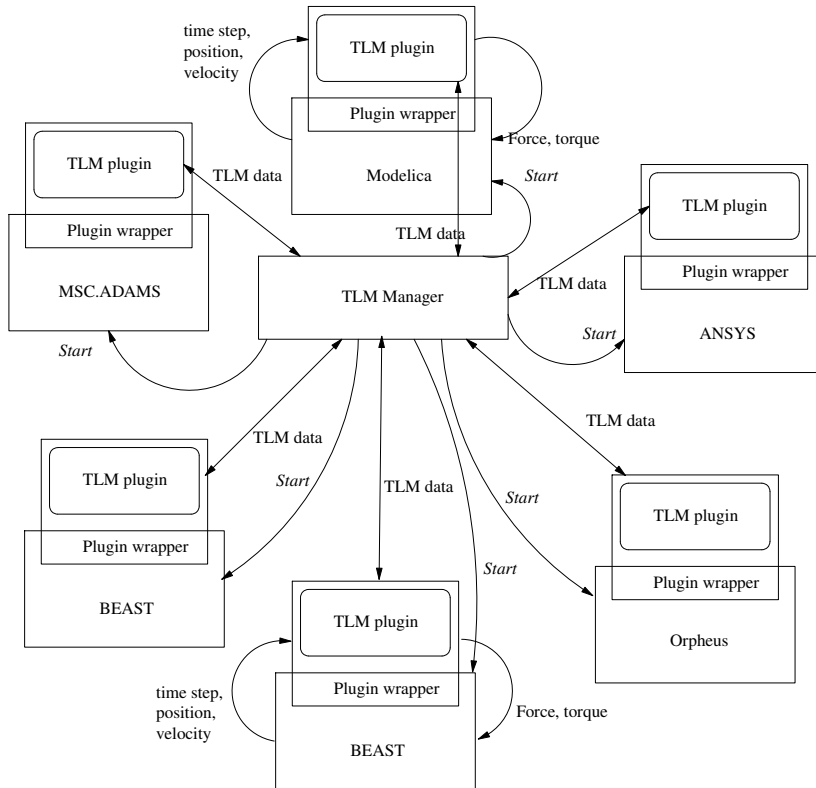 time step,
position,
velocity
TLM plugin
Plugin wrapper
Force, torque
Modelica
Start
TLM data
TLM plugin
TLM data
Plugin wrapper
MSC.ADAMS
Start
TLM Manager
TLM plugin
TLM data
Plugin wrapper
Start
ANSYS
TLM data
TLM plugin
Start
Plugin wrapper
BEAST
TLM data
Start
TLM data
Start
TLM plugin
Plugin wrapper
Orpheus
TLM plugin
time step,
position,
velocity
Plugin wrapper
Force, torque
BEAST